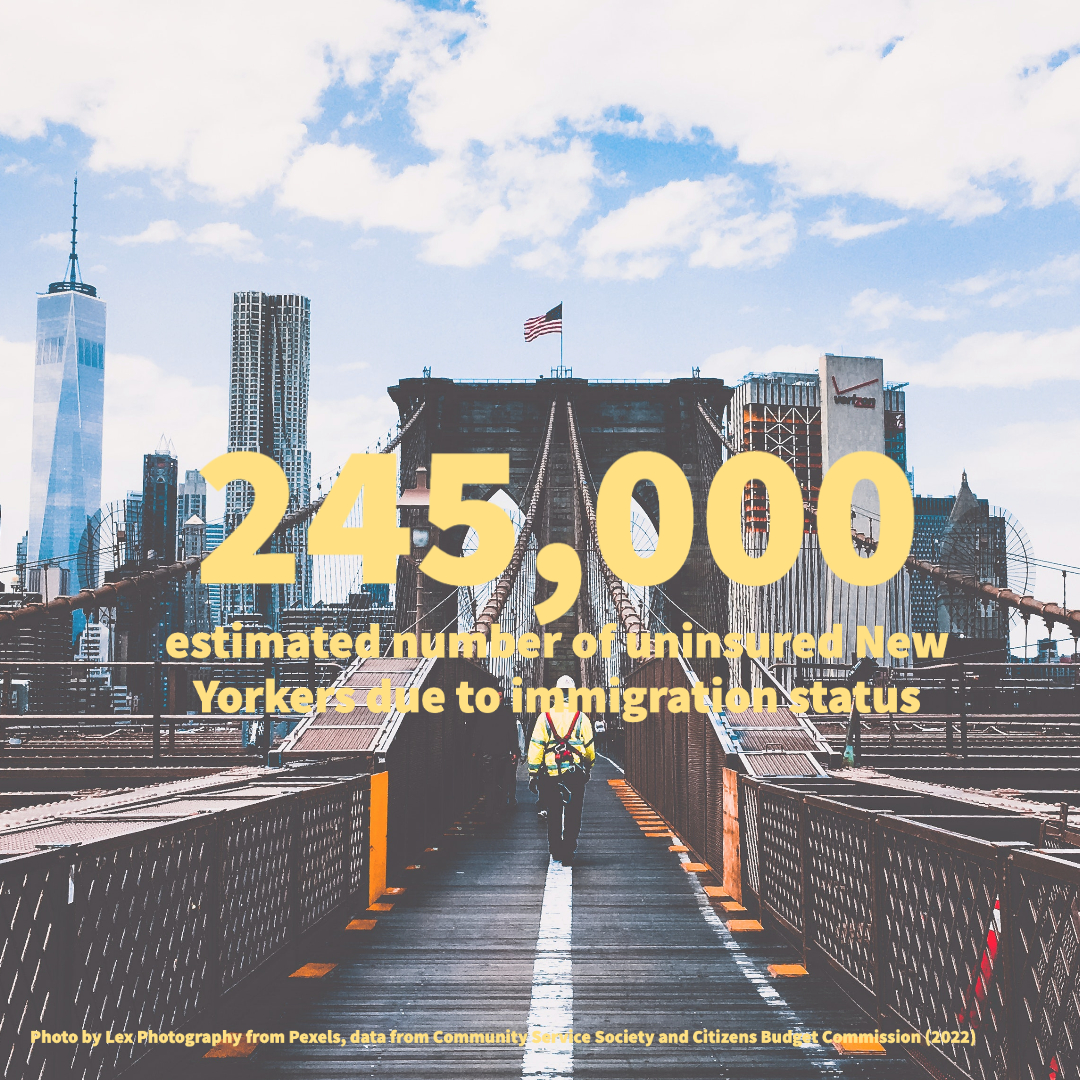 verizon
245,000
estimated number of uninsured New
Yorkers due to immigration status
Photo by Lex Photography from Pexels, data from Community Service Society and Citizens Budget Commission (2022)